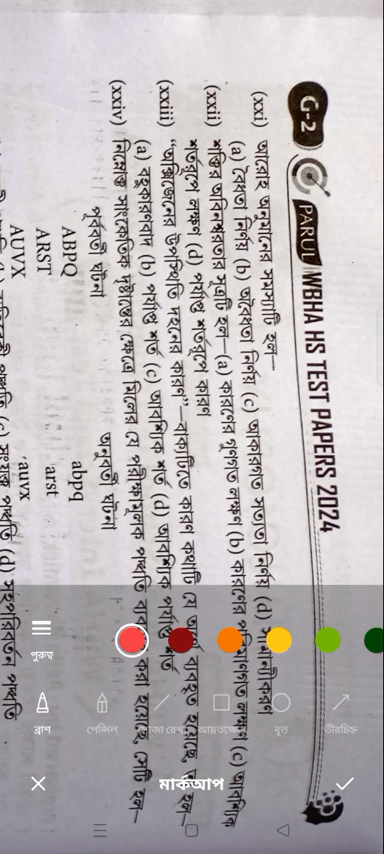 G-2 PARUL WBHA HS TEST PAPERS 2024
(xxi) আরোহ অনুমানের সমস্যাটি হল—
(a) বৈধতা নির্ণয় (b) অবৈধতা নির্ণয় (c) আকারগত সত্যতা নির্ণয় (d) সামান্যীকরণ
(xxii) শক্তির অবিনশ্বরতার সূত্রটি হল—(a) কারণের গুণগত লক্ষণ (b) কারণের পরিমাণগত লক্ষণ (c) আবশ্যিক
শর্তরূপে লক্ষণ (d) পর্যাপ্ত শর্তরূপে কারণ
(xxiii) “অক্সিজেনের উপস্থিতি দহনের কারণ”—বাক্যটিতে কারণ কথাটি যে অর্থে ব্যবহৃত হয়েছে, তা হল—
(a) বহুকারণবাদ (b) পর্যাপ্ত শর্ত (c) আবশ্যিক শর্ত (d) আবশ্যিক পর্যাপ্ত শর্ত
(xxiv) নিম্নোক্ত সাংকেতিক দৃষ্টান্তের ক্ষেত্রে মিলের যে পরীক্ষামূলক পদ্ধতি ব্যবহার করা হয়েছে, সেটি হল—
পূর্ববর্তী ঘটনা অনুবর্তী ঘটনা
ABPQ abpq
ARST arst
AUVX auvx
পদ্ধতি (c) সংযুক্ত পদ্ধতি (d) সহপরিবর্তন পদ্ধতি
পুরুত্ব
ব্রাশ পেন্সিল সোজা রেখা আয়তক্ষেত্র বৃত্ত তীরচিহ্ন
মার্কআপ